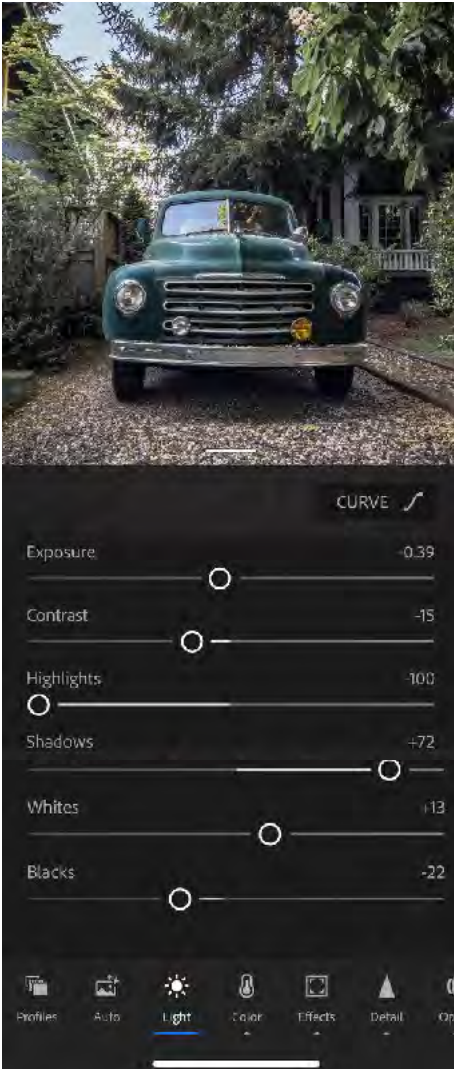 CURVE
Exposure -0.39
Contrast -15
Highlights -100
Shadows +72
Whites +13
Blacks -22
Profiles Auto Light Color Effects Detail Op